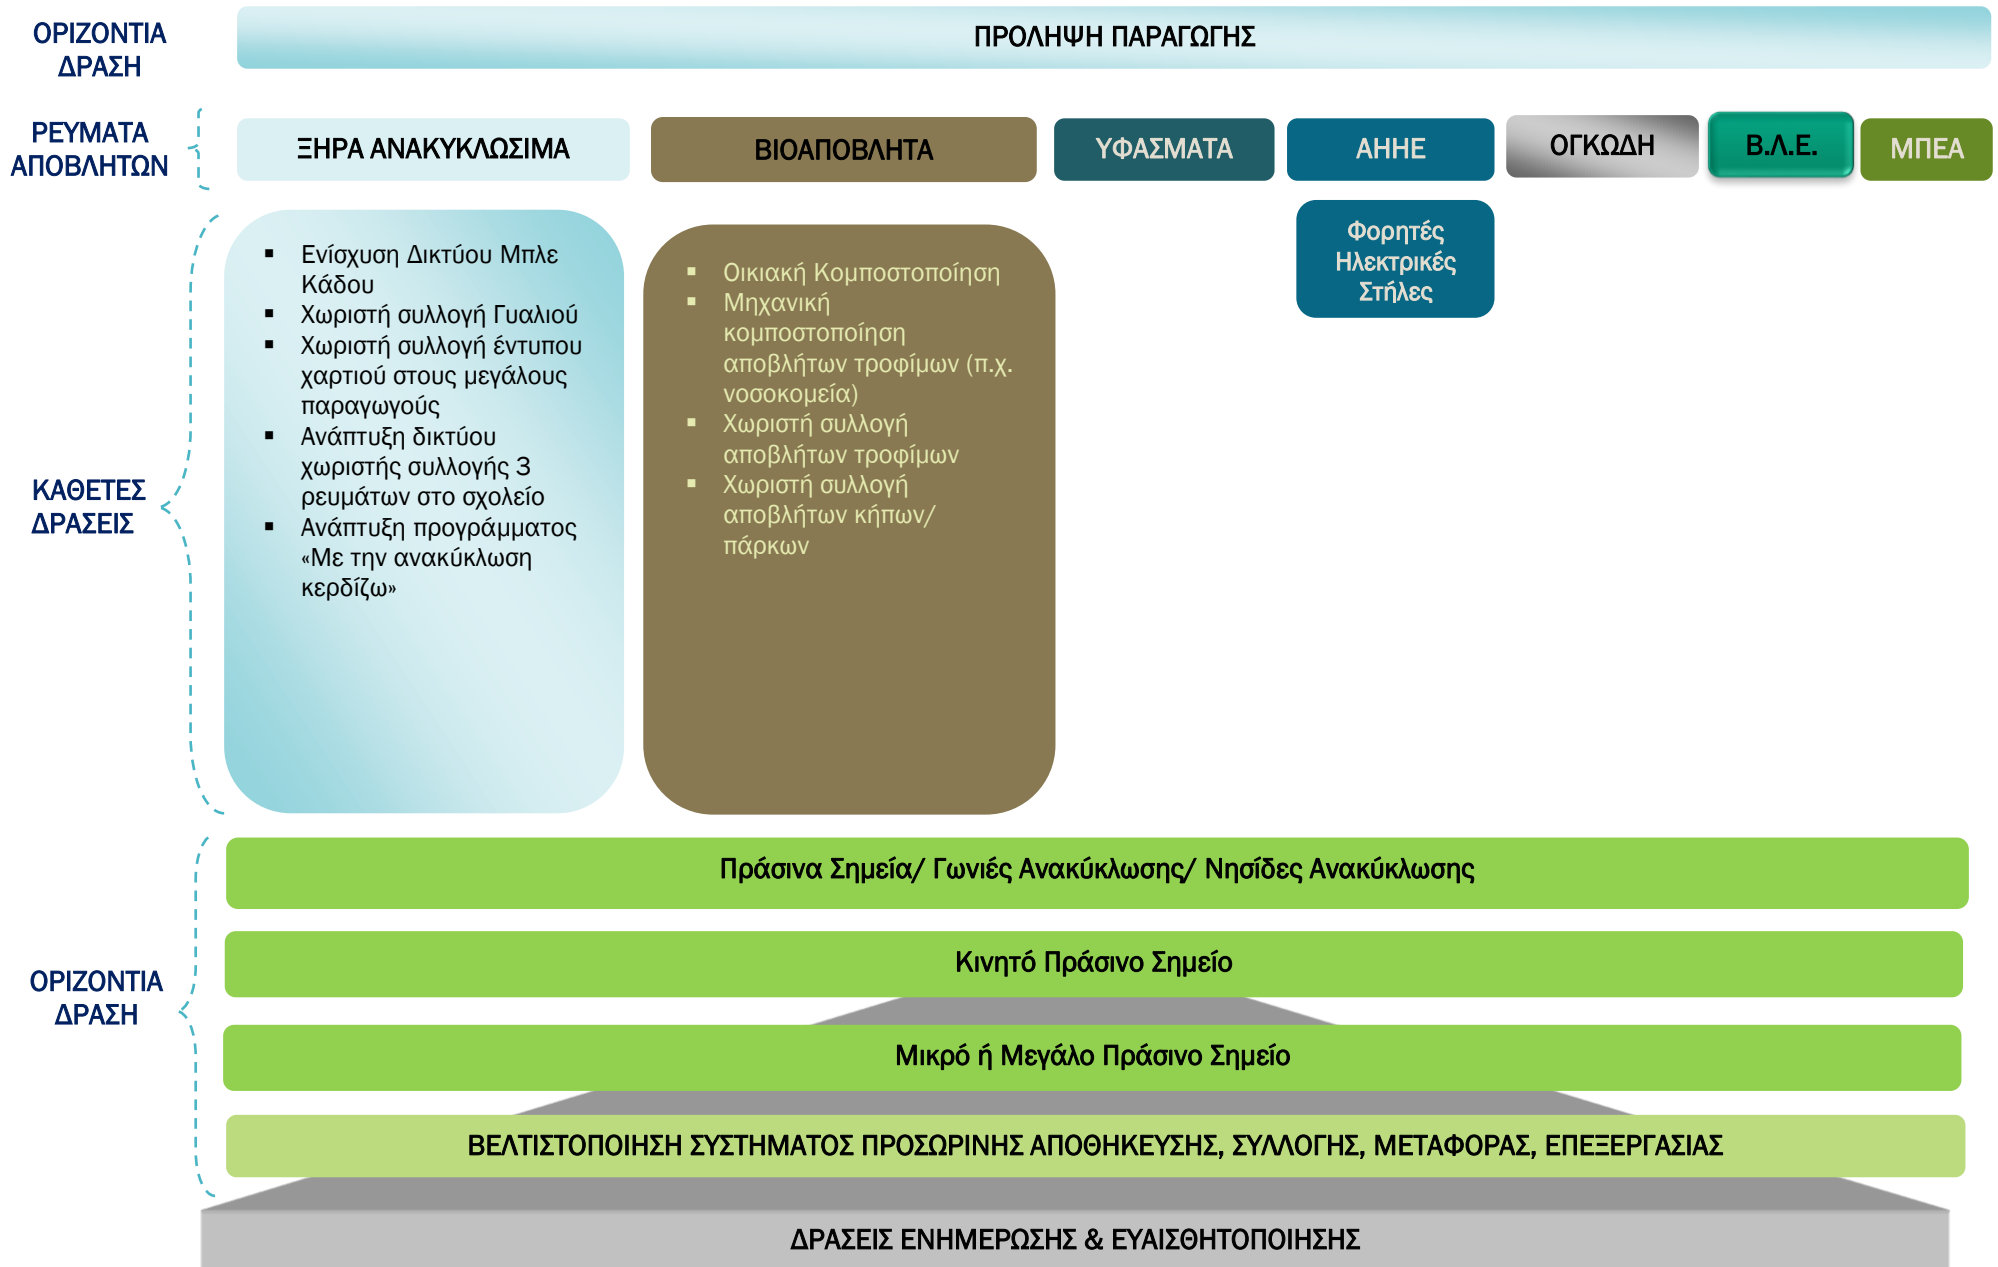 ΟΡΙΖΟΝΤΙΑ
ΔΡΑΣΗ
ΠΡΟΛΗΨΗ ΠΑΡΑΓΩΓΗΣ
ΡΕΥΜΑΤΑ
ΑΠΟΒΛΗΤΩΝ
ΞΗΡΑ ΑΝΑΚΥΚΛΩΣΙΜΑ
ΒΙΟΑΠΟΒΛΗΤΑ
ΥΦΑΣΜΑΤΑ
ΑΗΗΕ
ΟΓΚΩΔΗ
Β.Λ.Ε.
ΜΠΕΑ
ΚΑΘΕΤΕΣ
ΔΡΑΣΕΙΣ
▪ Ενίσχυση Δικτύου Μπλε
Κάδου
▪ Χωριστή συλλογή Γυαλιού
▪ Χωριστή συλλογή έντυπου
χαρτιού στους μεγάλους
παραγωγούς
▪ Ανάπτυξη δικτύου
χωριστής συλλογής 3
ρευμάτων στο σχολείο
▪ Ανάπτυξη προγράμματος
«Με την ανακύκλωση
κερδίζω»
▪ Οικιακή Κομποστοποίηση
▪ Μηχανική
κομποστοποίηση
αποβλήτων τροφίμων (π.χ.
νοσοκομεία)
▪ Χωριστή συλλογή
αποβλήτων τροφίμων
▪ Χωριστή συλλογή
αποβλήτων κήπων/
πάρκων
Φορητές
Ηλεκτρικές
Στήλες
ΟΡΙΖΟΝΤΙΑ
ΔΡΑΣΗ
Πράσινα Σημεία/ Γωνιές Ανακύκλωσης/ Νησίδες Ανακύκλωσης
Κινητό Πράσινο Σημείο
Μικρό ή Μεγάλο Πράσινο Σημείο
ΒΕΛΤΙΣΤΟΠΟΙΗΣΗ ΣΥΣΤΗΜΑΤΟΣ ΠΡΟΣΩΡΙΝΗΣ ΑΠΟΘΗΚΕΥΣΗΣ, ΣΥΛΛΟΓΗΣ, ΜΕΤΑΦΟΡΑΣ, ΕΠΕΞΕΡΓΑΣΙΑΣ
ΔΡΑΣΕΙΣ ΕΝΗΜΕΡΩΣΗΣ & ΕΥΑΙΣΘΗΤΟΠΟΙΗΣΗΣ